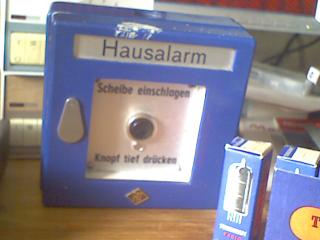 Hausalarm
Scheibe einschlagen
Knopf tief drücken